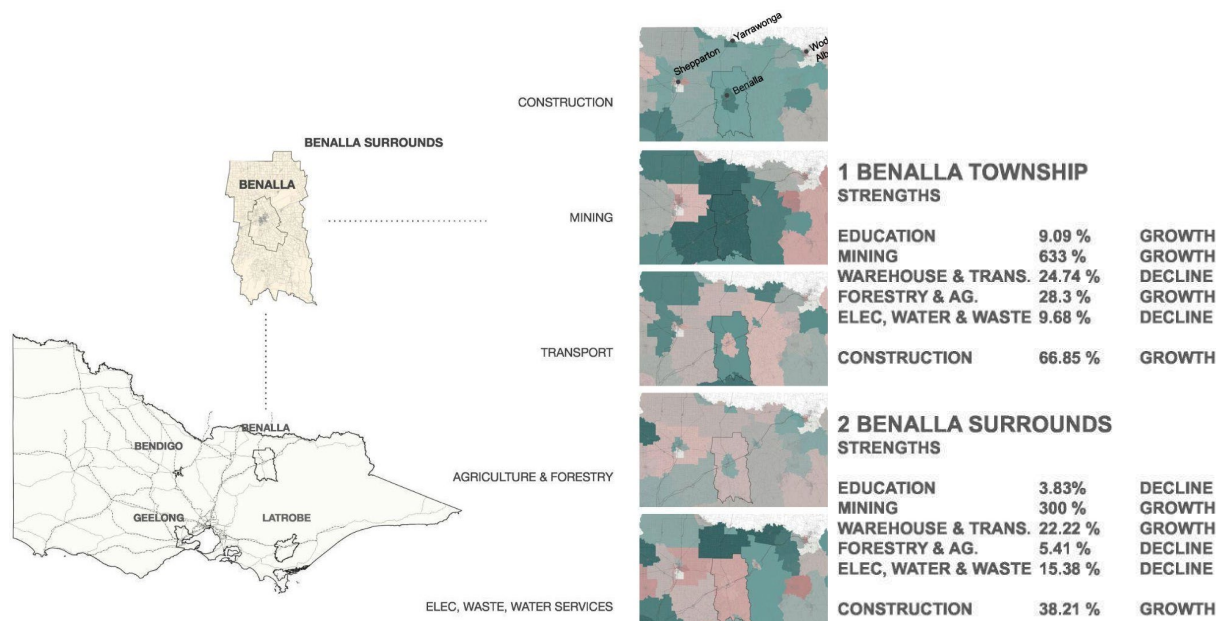 CONSTRUCTION
BENALLA SURROUNDS
BENALLA
MINING
TRANSPORT
BENALLA
BENDIGO
AGRICULTURE & FORESTRY
GEELONG
LATROBE
ELEC, WASTE, WATER SERVICES
Yarrawonga
Shepparton
Benalla
1 BENALLA TOWNSHIP
STRENGTHS
EDUCATION 9.09 % GROWTH
MINING 633 % GROWTH
WAREHOUSE & TRANS. 24.74 % DECLINE
FORESTRY & AG. 28.3 % GROWTH
ELEC, WATER & WASTE 9.68 % DECLINE
CONSTRUCTION 66.85 % GROWTH
2 BENALLA SURROUNDS
STRENGTHS
EDUCATION 3.83% DECLINE
MINING 300 % GROWTH
WAREHOUSE & TRANS. 22.22 % GROWTH
FORESTRY & AG. 5.41 % DECLINE
ELEC, WATER & WASTE 15.38 % DECLINE
CONSTRUCTION 38.21 % GROWTH